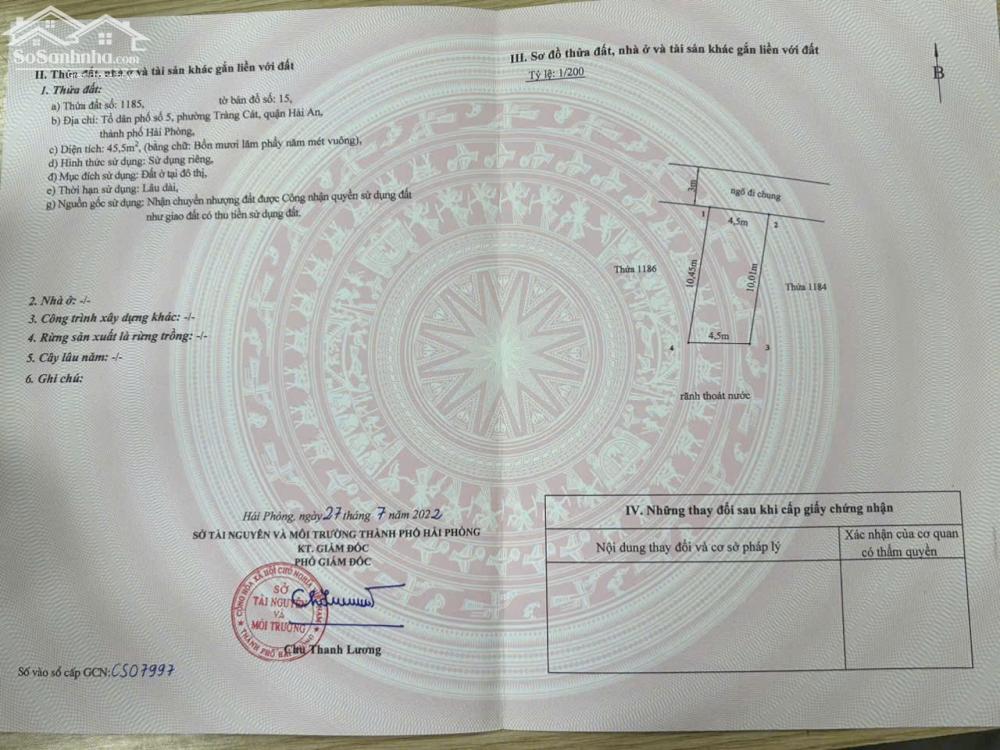 SoSanhnha.com
II. Thửa đất, nhà ở và tài sản khác gắn liền với đất
1. Thửa đất:
a) Thửa đất số: 1185, tờ bản đồ số: 15,
b) Địa chỉ: Tổ dân phố số 5, phường Tràng Cát, quận Hải An,
thành phố Hải Phòng,
c) Diện tích: 45,5m², (bằng chữ: Bốn mươi lăm phẩy năm mét vuông),
d) Hình thức sử dụng: Sử dụng riêng,
đ) Mục đích sử dụng: Đất ở tại đô thị,
e) Thời hạn sử dụng: Lâu dài,
g) Nguồn gốc sử dụng: Nhận chuyển nhượng đất được Công nhận quyền sử dụng đất
như giao đất có thu tiền sử dụng đất.
2. Nhà ở: -/-
3. Công trình xây dựng khác: -/-
4. Rừng sản xuất là rừng trồng: -/-
5. Cây lâu năm: -/-
6. Ghi chú:
Hải Phòng, ngày 27 tháng 7 năm 2022
SỞ TÀI NGUYÊN VÀ MÔI TRƯỜNG THÀNH PHỐ HẢI PHÒNG
KT. GIÁM ĐỐC
PHÓ GIÁM ĐỐC
SỞ
TÀI NGUYÊN
VÀ
MÔI TRƯỜNG
Chu Thanh Lương
Số vào sổ cấp GCN: CS07997
III. Sơ đồ thửa đất, nhà ở và tài sản khác gắn liền với đất
Tỷ lệ: 1/200
B
3m
ngõ đi chung
1
4,5m
2
Thửa 1186
10,45m
10,01m
Thửa 1184
4
4,5m
3
rãnh thoát nước
IV. Những thay đổi sau khi cấp giấy chứng nhận
Nội dung thay đổi và cơ sở pháp lý
Xác nhận của cơ quan
có thẩm quyền